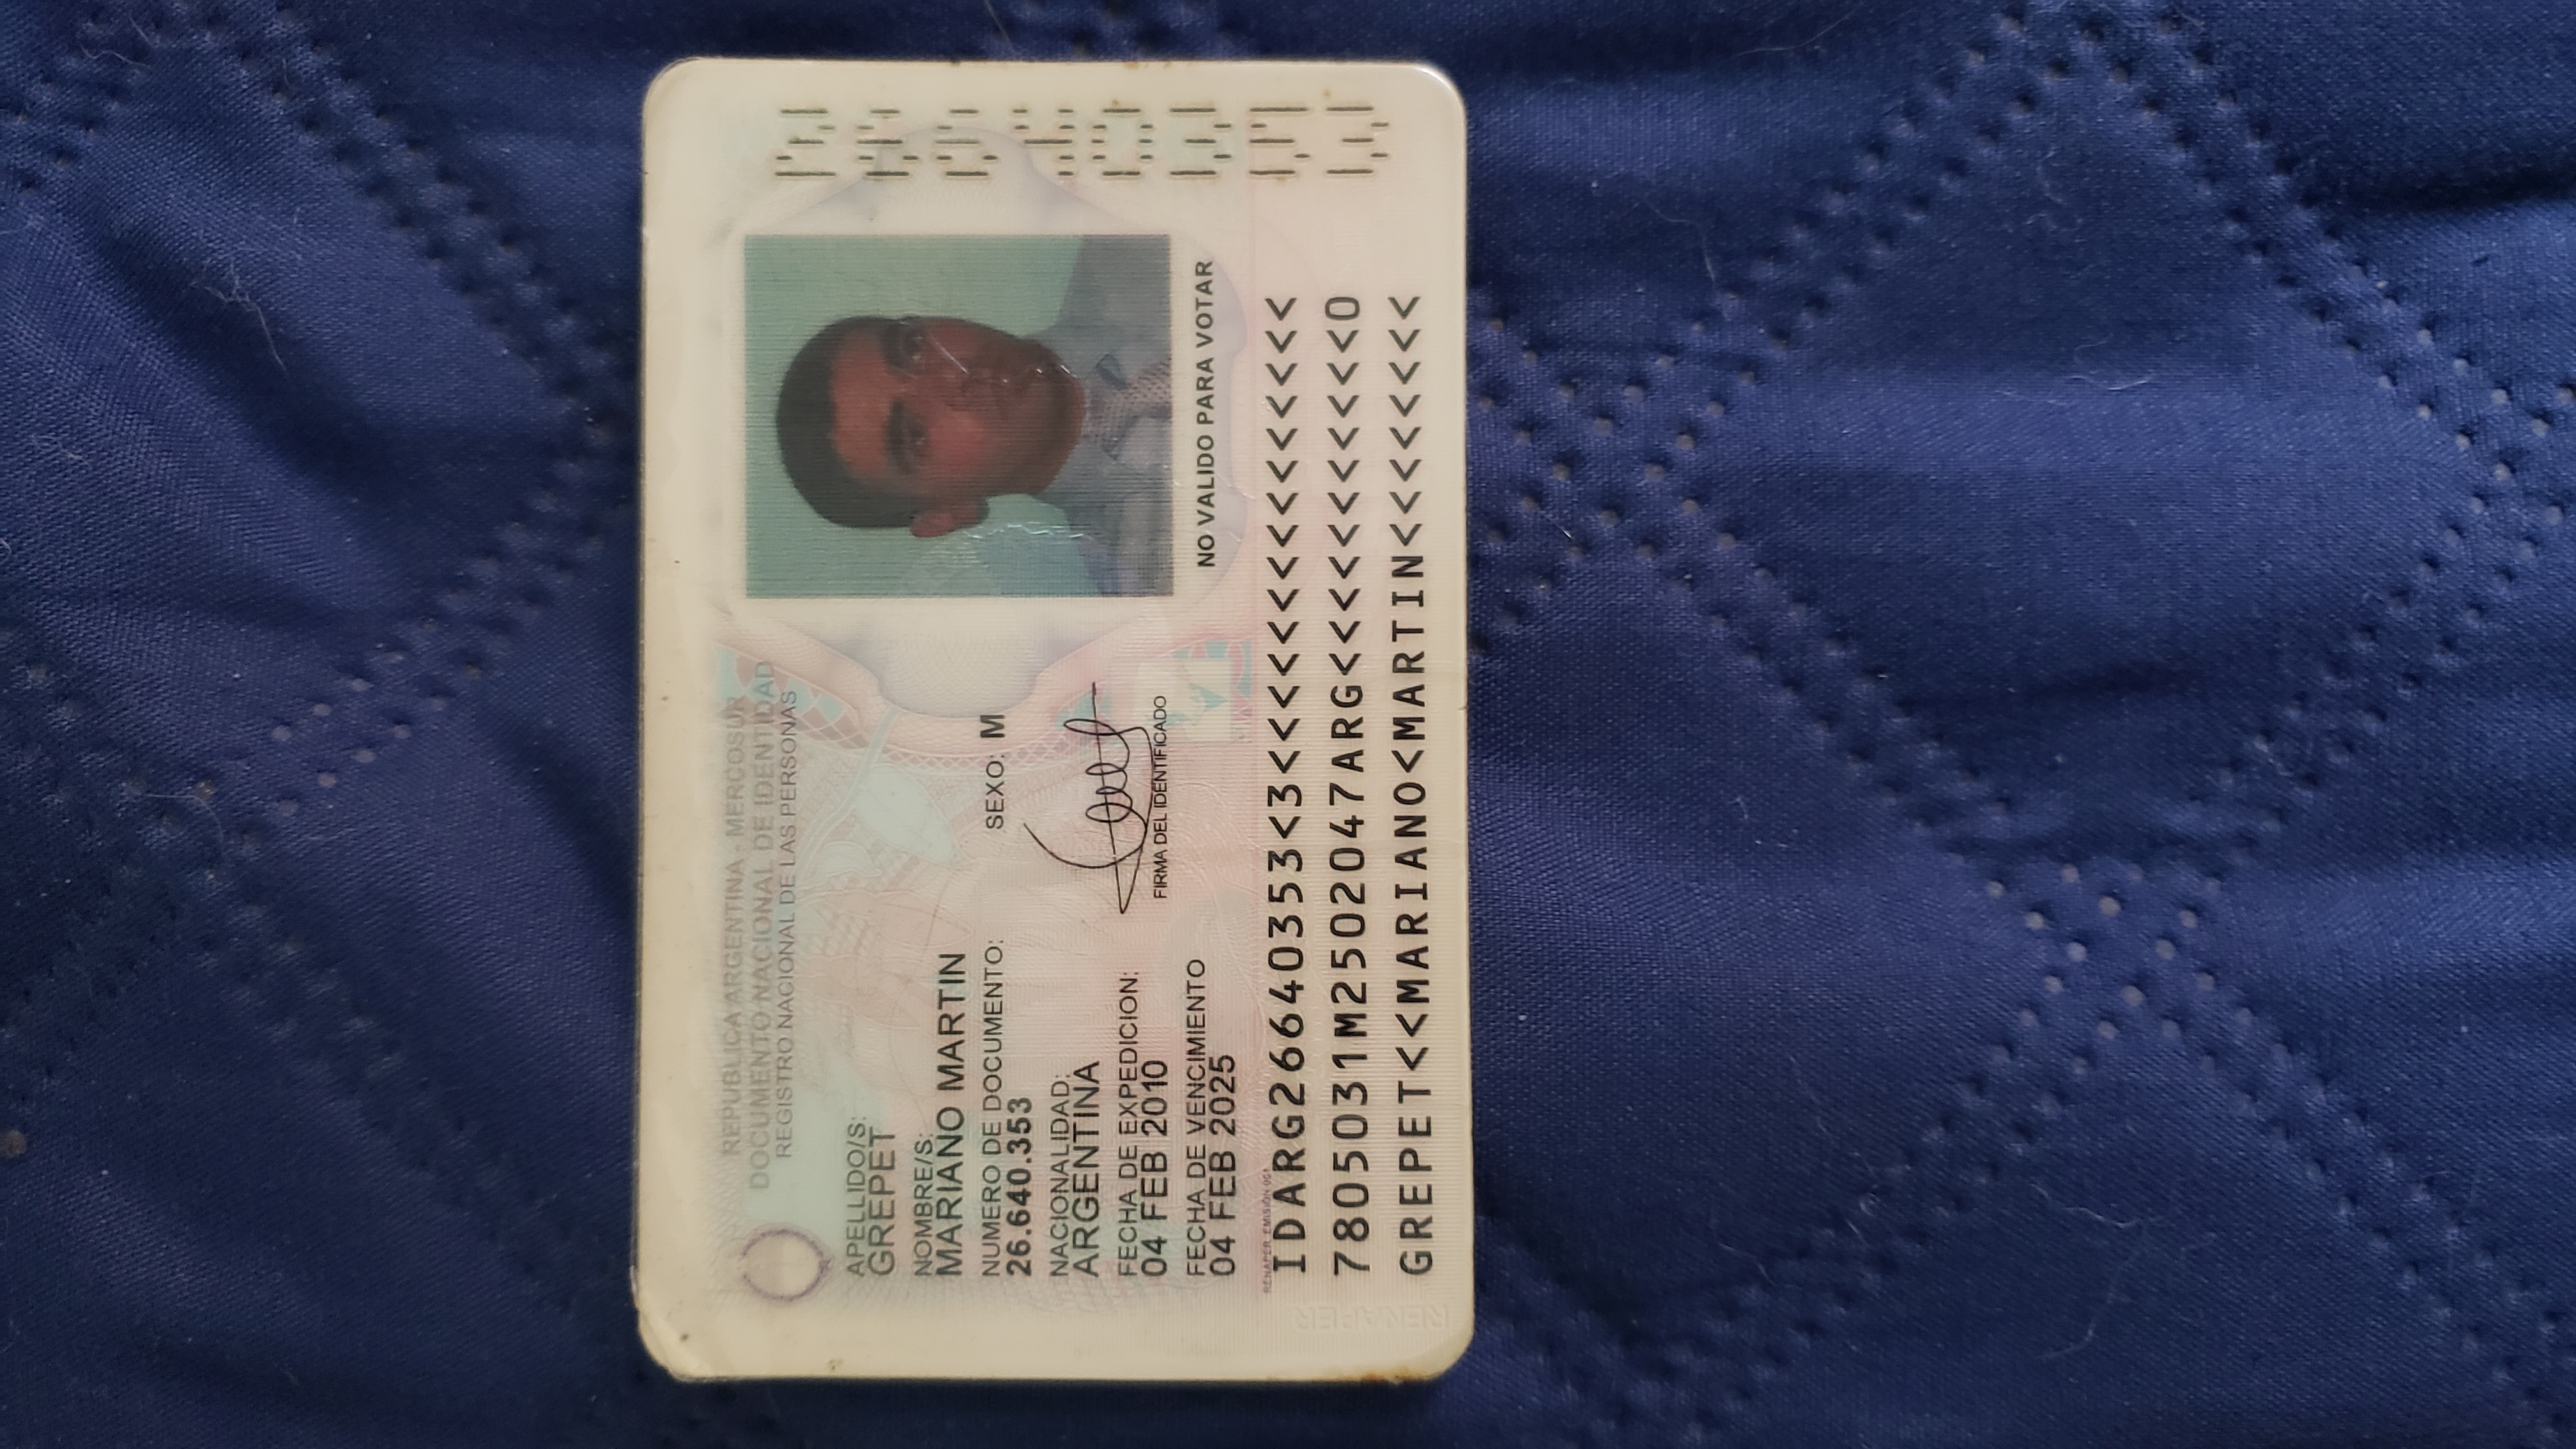 REPUBLICA ARGENTINA - MERCOSUR
DOCUMENTO NACIONAL DE IDENTIDAD
REGISTRO NACIONAL DE LAS PERSONAS
APELLIDO/S:
GREPET
NOMBRE/S:
MARIANO MARTIN
NUMERO DE DOCUMENTO:
26.640.353
SEXO: M
NACIONALIDAD:
ARGENTINA
FECHA DE EXPEDICION:
04 FEB 2010
FIRMA DEL IDENTIFICADO
FECHA DE VENCIMIENTO
04 FEB 2025
NO VALIDO PARA VOTAR
RENAPER EMISIÓN 001
IDARG26640353<3<<<<<<<<<<<<<<<
7805031M2502047ARG<<<<<<<<<<<0
GREPET<<MARIANO<MARTIN<<<<<<<<
RENAPER